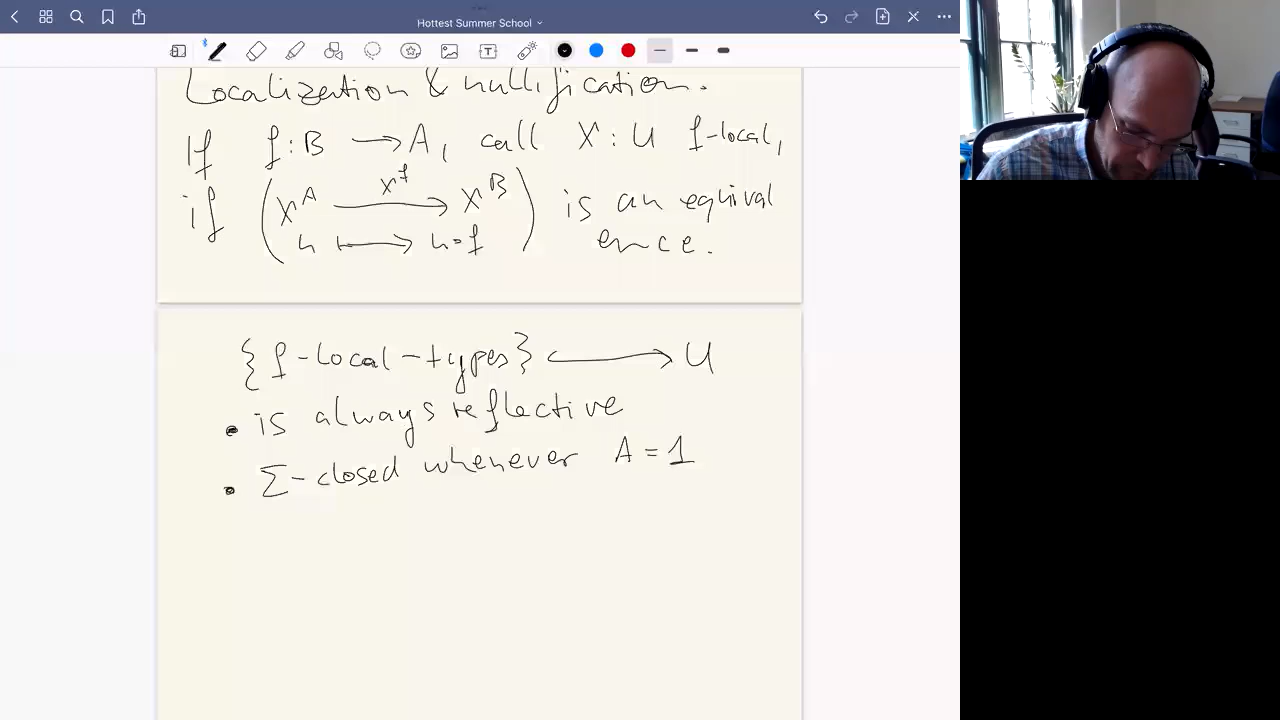 Hottest Summer School
Localization & nullification.
If f : B → A, call X : U f-local,
if ( X^A X^f → X^B ) is an equival
h ↦ h∘f ence.
{f-local-types} ↪ U
• is always reflective
• Σ-closed whenever A = 1